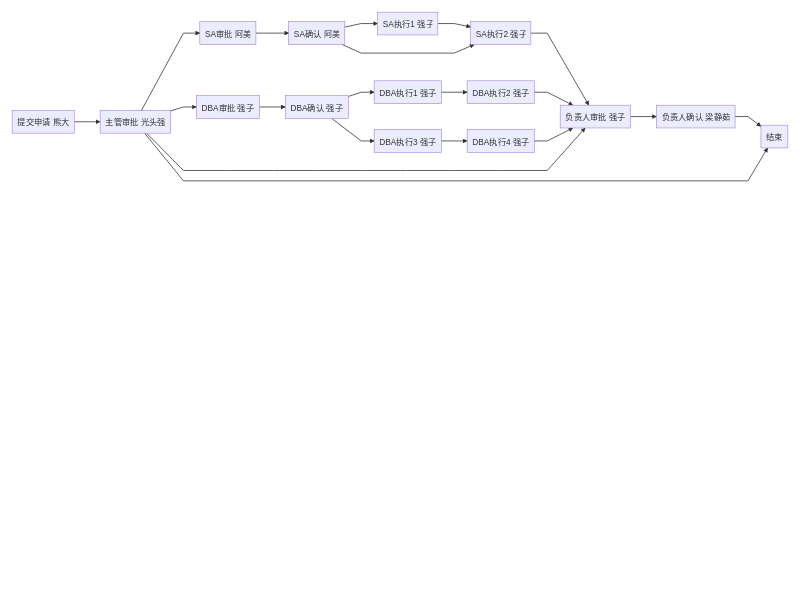 提交申请 熊大
主管审批 光头强
SA审批 阿美
SA确认 阿美
SA执行1 强子
SA执行2 强子
DBA审批 强子
DBA确认 强子
DBA执行1 强子
DBA执行2 强子
DBA执行3 强子
DBA执行4 强子
负责人审批 强子
负责人确认 梁静茹
结束